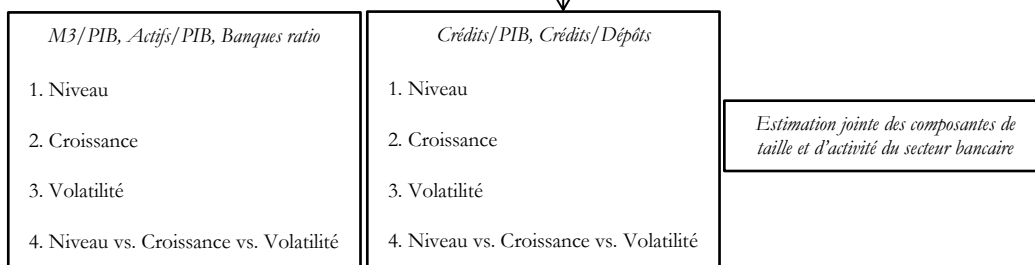 M3/PIB, Actifs/PIB, Banques ratio
1. Niveau
2. Croissance
3. Volatilité
4. Niveau vs. Croissance vs. Volatilité
Crédits/PIB, Crédits/Dépôts
1. Niveau
2. Croissance
3. Volatilité
4. Niveau vs. Croissance vs. Volatilité
Estimation jointe des composantes de
taille et d'activité du secteur bancaire